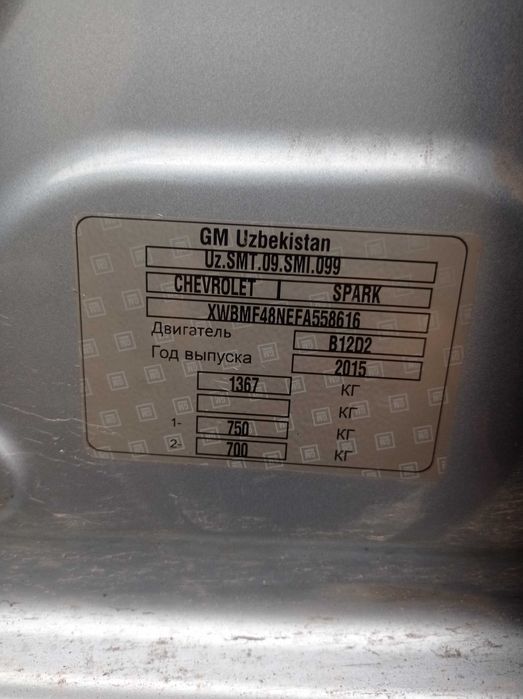 GM Uzbekistan
Uz.SMT.09.SMI.099
CHEVROLET SPARK
XWBMF48NEFA558616
Двигатель B12D2
Год выпуска 2015
1367 КГ
КГ
1- 750 КГ
2- 700 КГ